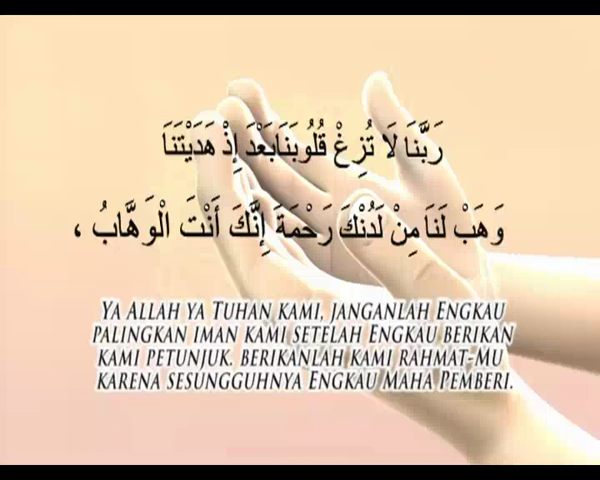 رَبَّنَا لَا تُزِغْ قُلُوبَنَابَعْدَ إِذْ هَدَيْتَنَا
وَهَبْ لَنَا مِنْ لَدُنْكَ رَحْمَةَ إِنَّكَ أَنْتَ الْوَهَّابُ ،
YA ALLAH YA TUHAN KAMI, JANGANLAH ENGKAU
PALINGKAN IMAN KAMI SETELAH ENGKAU BERIKAN
KAMI PETUNJUK. BERIKANLAH KAMI RAHMAT-MU
KARENA SESUNGGUHNYA ENGKAU MAHA PEMBERI.